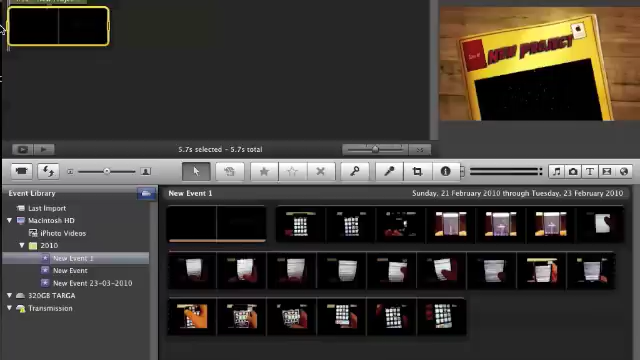 NEW PROJECT
5.7s selected - 5.7s total
Event Library
New Event 1
Sunday, 21 February 2010 through Tuesday, 23 February 2010
Last Import
Macintosh HD
iPhoto Videos
2010
New Event 1
New Event
New Event 23-03-2010
320GB TARGA
Transmission